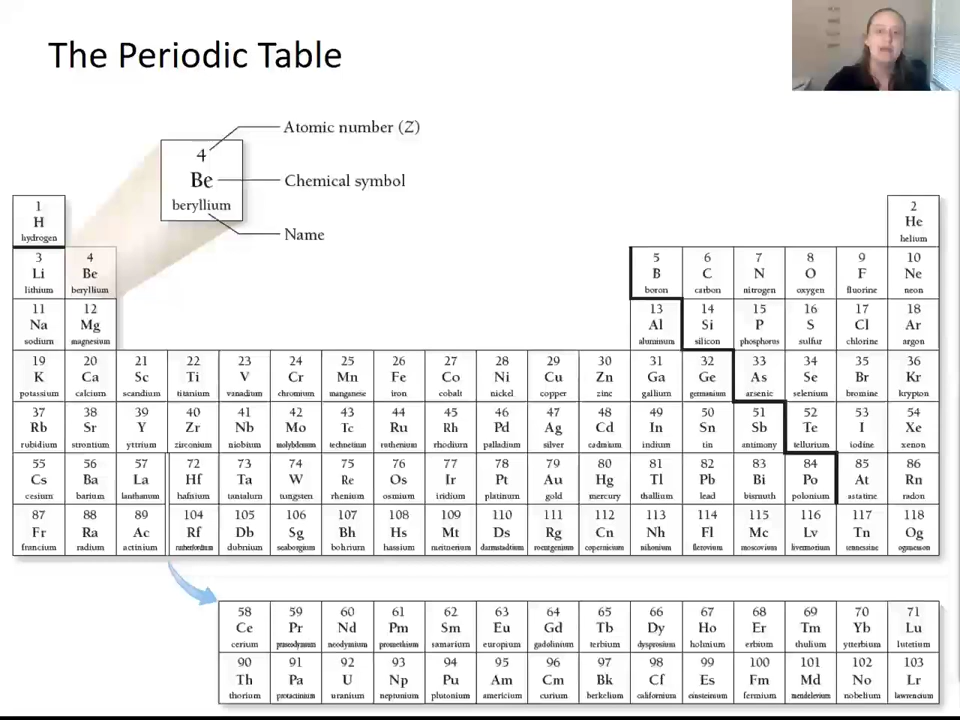 The Periodic Table
Atomic number (Z)
4
Be
beryllium
Chemical symbol
Name
1 2
H He
hydrogen helium
3 4 5 6 7 8 9 10
Li Be B C N O F Ne
lithium beryllium boron carbon nitrogen oxygen fluorine neon
11 12 13 14 15 16 17 18
Na Mg Al Si P S Cl Ar
sodium magnesium aluminum silicon phosphorus sulfur chlorine argon
19 20 21 22 23 24 25 26 27 28 29 30 31 32 33 34 35 36
K Ca Sc Ti V Cr Mn Fe Co Ni Cu Zn Ga Ge As Se Br Kr
potassium calcium scandium titanium vanadium chromium manganese iron cobalt nickel copper zinc gallium germanium arsenic selenium bromine krypton
37 38 39 40 41 42 43 44 45 46 47 48 49 50 51 52 53 54
Rb Sr Y Zr Nb Mo Tc Ru Rh Pd Ag Cd In Sn Sb Te I Xe
rubidium strontium yttrium zirconium niobium molybdenum technetium ruthenium rhodium palladium silver cadmium indium tin antimony tellurium iodine xenon
55 56 57 72 73 74 75 76 77 78 79 80 81 82 83 84 85 86
Cs Ba La Hf Ta W Re Os Ir Pt Au Hg Tl Pb Bi Po At Rn
cesium barium lanthanum hafnium tantalum tungsten rhenium osmium iridium platinum gold mercury thallium lead bismuth polonium astatine radon
87 88 89 104 105 106 107 108 109 110 111 112 113 114 115 116 117 118
Fr Ra Ac Rf Db Sg Bh Hs Mt Ds Rg Cn Nh Fl Mc Lv Tn Og
francium radium actinium rutherfordium dubnium seaborgium bohrium hassium meitnerium darmstadtium roentgenium copernicium nihonium flerovium moscovium livermorium tennessine oganesson
58 59 60 61 62 63 64 65 66 67 68 69 70 71
Ce Pr Nd Pm Sm Eu Gd Tb Dy Ho Er Tm Yb Lu
cerium praseodymium neodymium promethium samarium europium gadolinium terbium dysprosium holmium erbium thulium ytterbium lutetium
90 91 92 93 94 95 96 97 98 99 100 101 102 103
Th Pa U Np Pu Am Cm Bk Cf Es Fm Md No Lr
thorium protactinium uranium neptunium plutonium americium curium berkelium californium einsteinium fermium mendelevium nobelium lawrencium